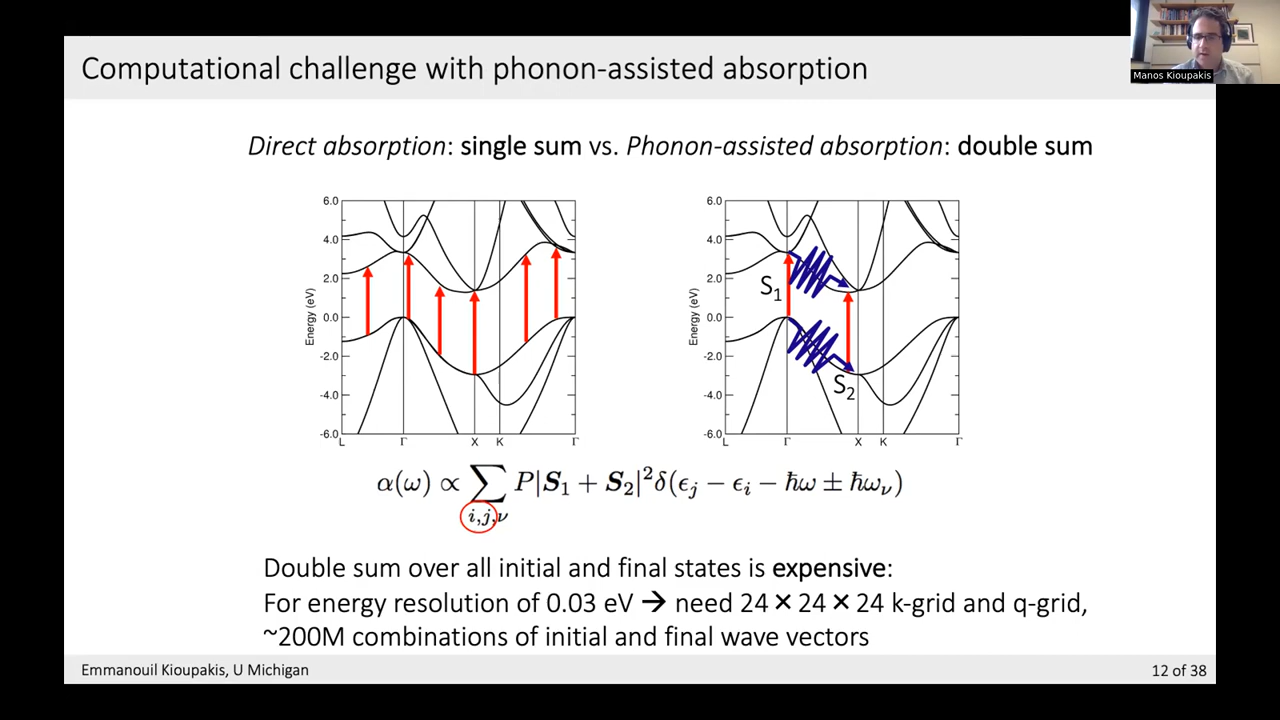 Manos Kioupakis
Computational challenge with phonon-assisted absorption
Direct absorption: single sum vs. Phonon-assisted absorption: double sum
6.0
4.0
2.0
0.0
-2.0
-4.0
-6.0
Energy (eV)
L Γ X K Γ
6.0
4.0
2.0
0.0
-2.0
-4.0
-6.0
Energy (eV)
S₁
S₂
L Γ X K Γ
α(ω) ∝ ∑ i,j,ν P|S₁ + S₂|²δ(ϵⱼ − ϵᵢ − ℏω ± ℏων)
Double sum over all initial and final states is expensive:
For energy resolution of 0.03 eV → need 24 × 24 × 24 k-grid and q-grid,
~200M combinations of initial and final wave vectors
Emmanouil Kioupakis, U Michigan
12 of 38